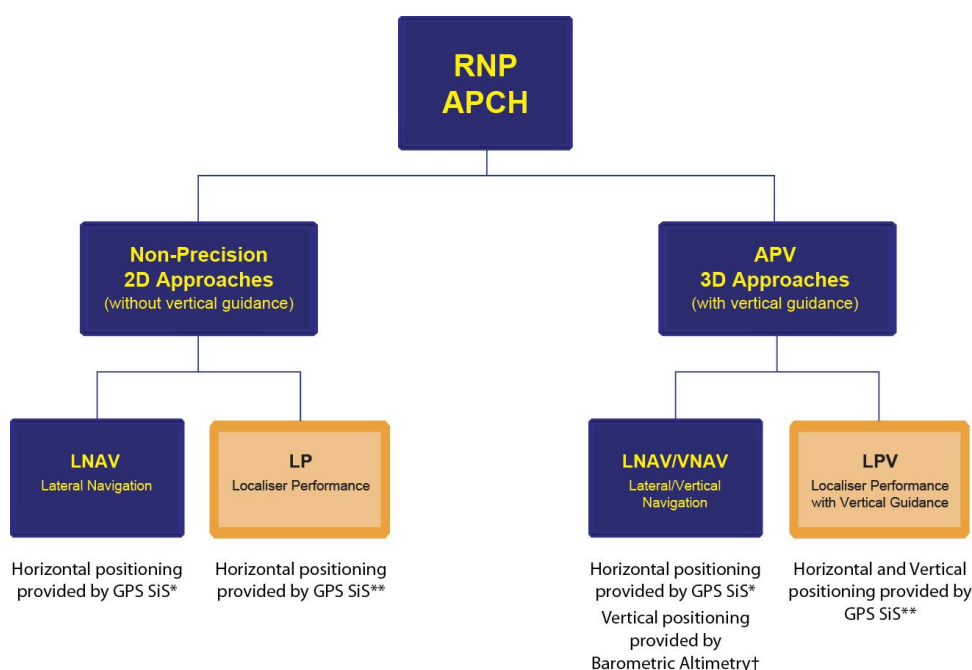 RNP
APCH
Non-Precision
2D Approaches
(without vertical guidance)
APV
3D Approaches
(with vertical guidance)
LNAV
Lateral Navigation
LP
Localiser Performance
LNAV/VNAV
Lateral/Vertical
Navigation
LPV
Localiser Performance
with Vertical Guidance
Horizontal positioning
provided by GPS SiS*
Horizontal positioning
provided by GPS SiS**
Horizontal positioning
provided by GPS SiS*
Vertical positioning
provided by
Barometric Altimetry†
Horizontal and Vertical
positioning provided by
GPS SiS**